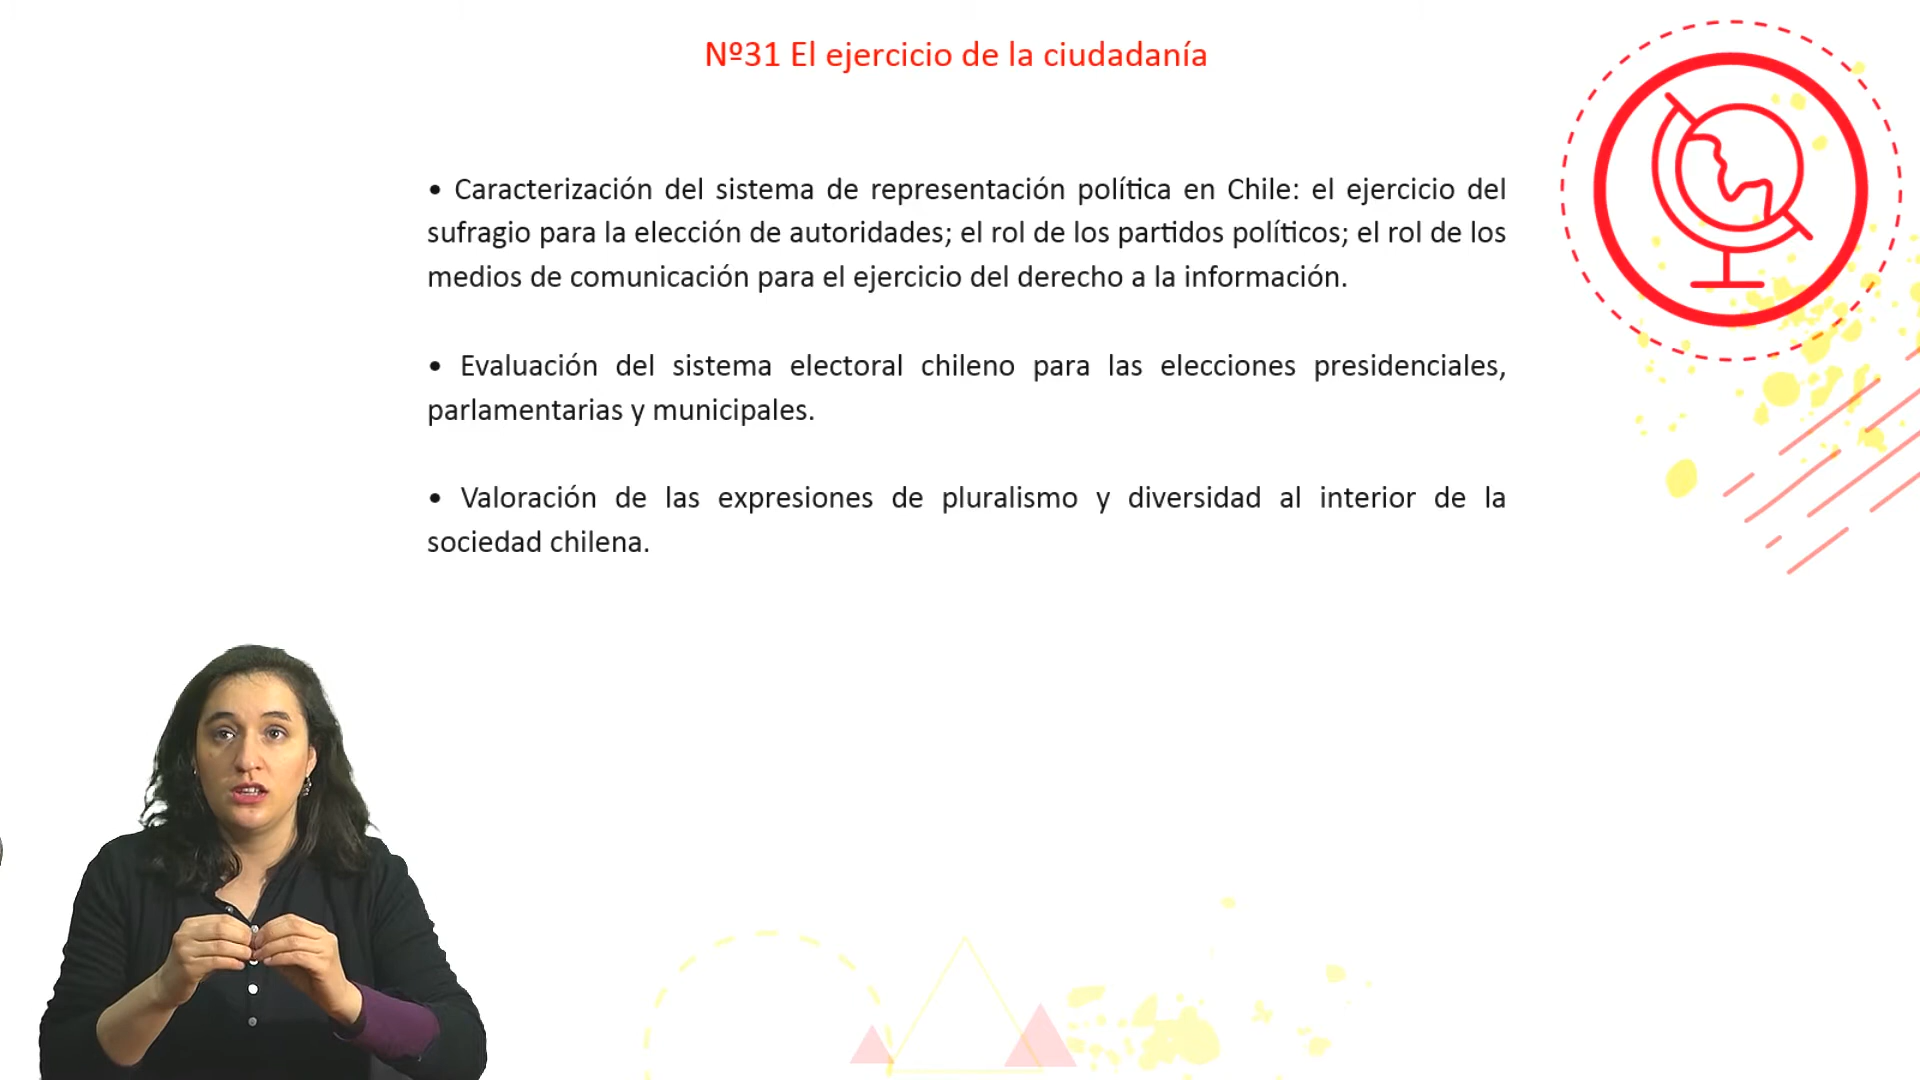 Nº31 El ejercicio de la ciudadanía
• Caracterización del sistema de representación política en Chile: el ejercicio del
sufragio para la elección de autoridades; el rol de los partidos políticos; el rol de los
medios de comunicación para el ejercicio del derecho a la información.
• Evaluación del sistema electoral chileno para las elecciones presidenciales,
parlamentarias y municipales.
• Valoración de las expresiones de pluralismo y diversidad al interior de la
sociedad chilena.